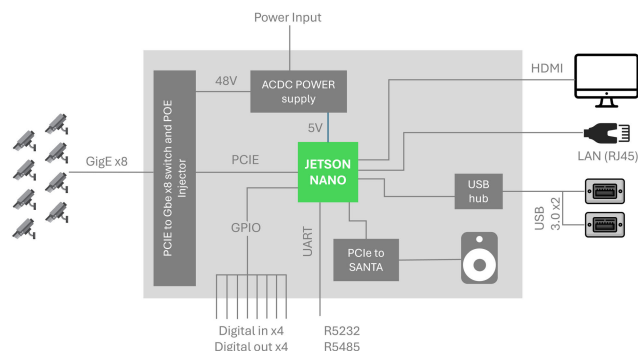 Power Input
HDMI
48V
ACDC POWER
supply
5V
LAN (RJ45)
GigE x8
PCIE to Gbe x8 switch and POE
Injector
PCIE
JETSON
NANO
USB
hub
USB
3.0 x2
GPIO
UART
PCIe to
SANTA
Digital in x4
Digital out x4
R5232
R5485